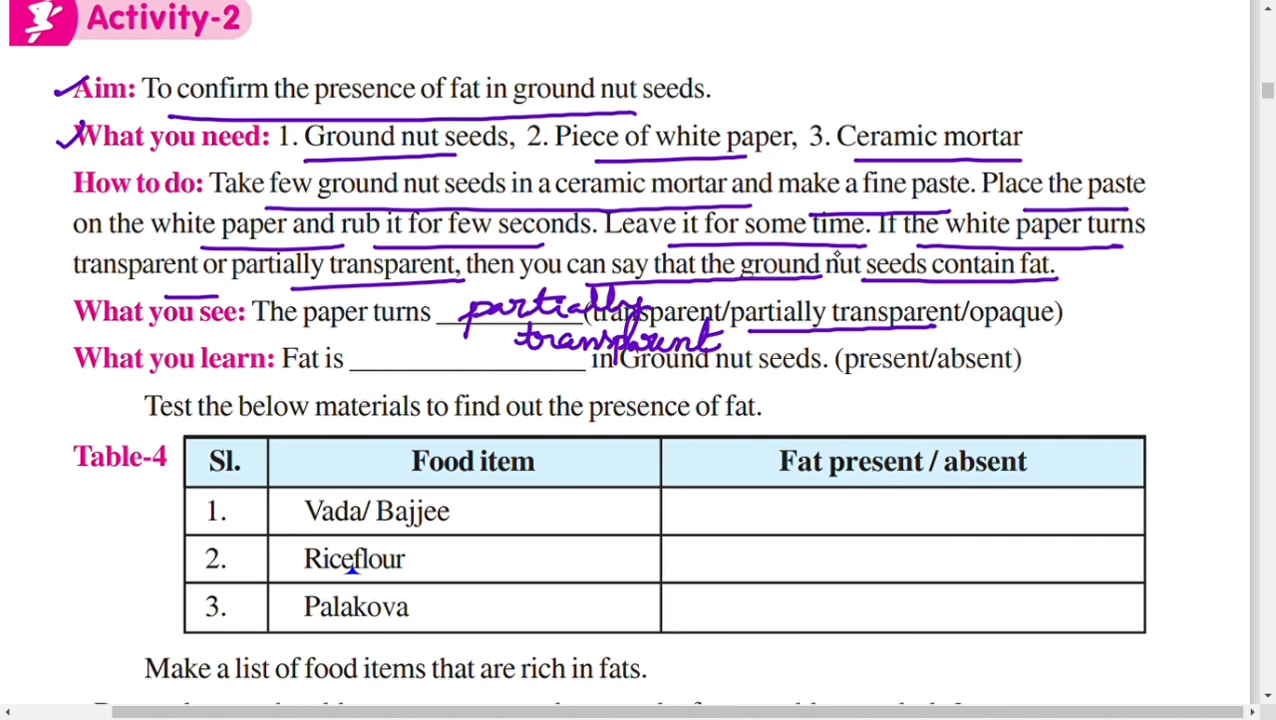 Activity-2
Aim: To confirm the presence of fat in ground nut seeds.
What you need: 1. Ground nut seeds, 2. Piece of white paper, 3. Ceramic mortar
How to do: Take few ground nut seeds in a ceramic mortar and make a fine paste. Place the paste
on the white paper and rub it for few seconds. Leave it for some time. If the white paper turns
transparent or partially transparent, then you can say that the ground nut seeds contain fat.
What you see: The paper turns __________ (transparent/partially transparent/opaque)
partially
transparent
What you learn: Fat is ________________ in Ground nut seeds. (present/absent)
Test the below materials to find out the presence of fat.
Table-4 Sl. Food item Fat present / absent
1. Vada/ Bajjee
2. Riceflour
3. Palakova
Make a list of food items that are rich in fats.